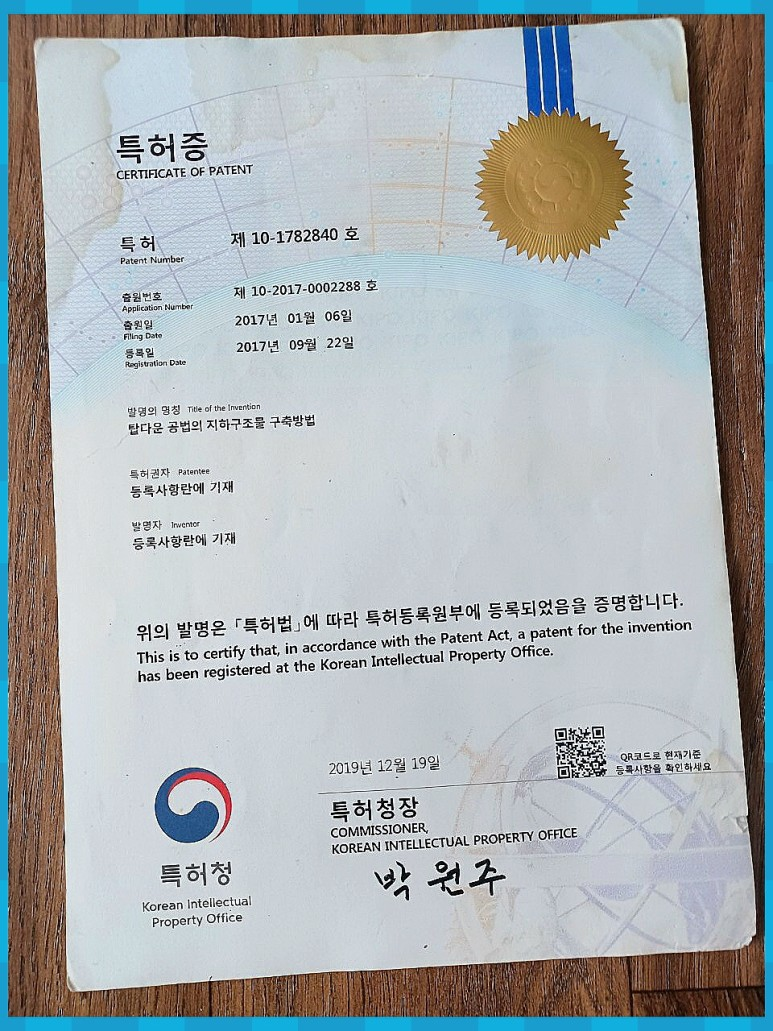 특허증
CERTIFICATE OF PATENT
특 허 제 10-1782840 호
Patent Number
출원번호 제 10-2017-0002288 호
Application Number
출원일 2017년 01월 06일
Filing Date
등록일 2017년 09월 22일
Registration Date
발명의 명칭 Title of the Invention
탑다운 공법의 지하구조물 구축방법
특허권자 Patentee
등록사항란에 기재
발명자 Inventor
등록사항란에 기재
위의 발명은 「특허법」에 따라 특허등록원부에 등록되었음을 증명합니다.
This is to certify that, in accordance with the Patent Act, a patent for the invention
has been registered at the Korean Intellectual Property Office.
2019년 12월 19일
QR코드로 현재기준
등록사항을 확인하세요
특허청장
COMMISSIONER,
KOREAN INTELLECTUAL PROPERTY OFFICE
박 원 주
특허청
Korean Intellectual
Property Office